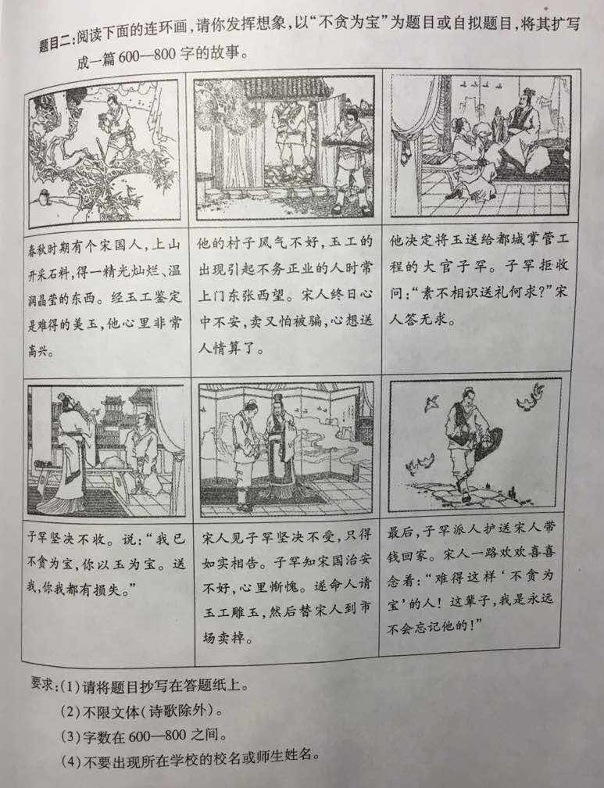 题目二:阅读下面的连环画,请你发挥想象,以“不贪为宝”为题目或自拟题目,将其扩写
成一篇600—800字的故事。
春秋时期有个宋国人,上山
开采石料,得一精光灿烂、温
润晶莹的东西。经玉工鉴定
是难得的美玉,他心里非常
高兴。
他的村子风气不好,玉工的
出现引起不务正业的人时常
上门东张西望。宋人终日心
中不安,卖又怕被骗,心想送
人情算了。
他决定将玉送给都城掌管工
程的大官子罕。子罕拒收
问:“素不相识送礼何求?”宋
人答无求。
子罕坚决不收。说:“我已
不贪为宝,你以玉为宝。送
我,你我都有损失。”
宋人见子罕坚决不受,只得
如实相告。子罕知宋国治安
不好,心里惭愧。遂命人请
玉工雕玉,然后替宋人到市
场卖掉。
最后,子罕派人护送宋人带
钱回家。宋人一路欢欢喜喜
念着:“难得这样‘不贪为
宝’的人!这辈子,我是永远
不会忘记他的!”
要求:(1)请将题目抄写在答题纸上。
(2)不限文体(诗歌除外)。
(3)字数在600—800之间。
(4)不要出现所在学校的校名或师生姓名。